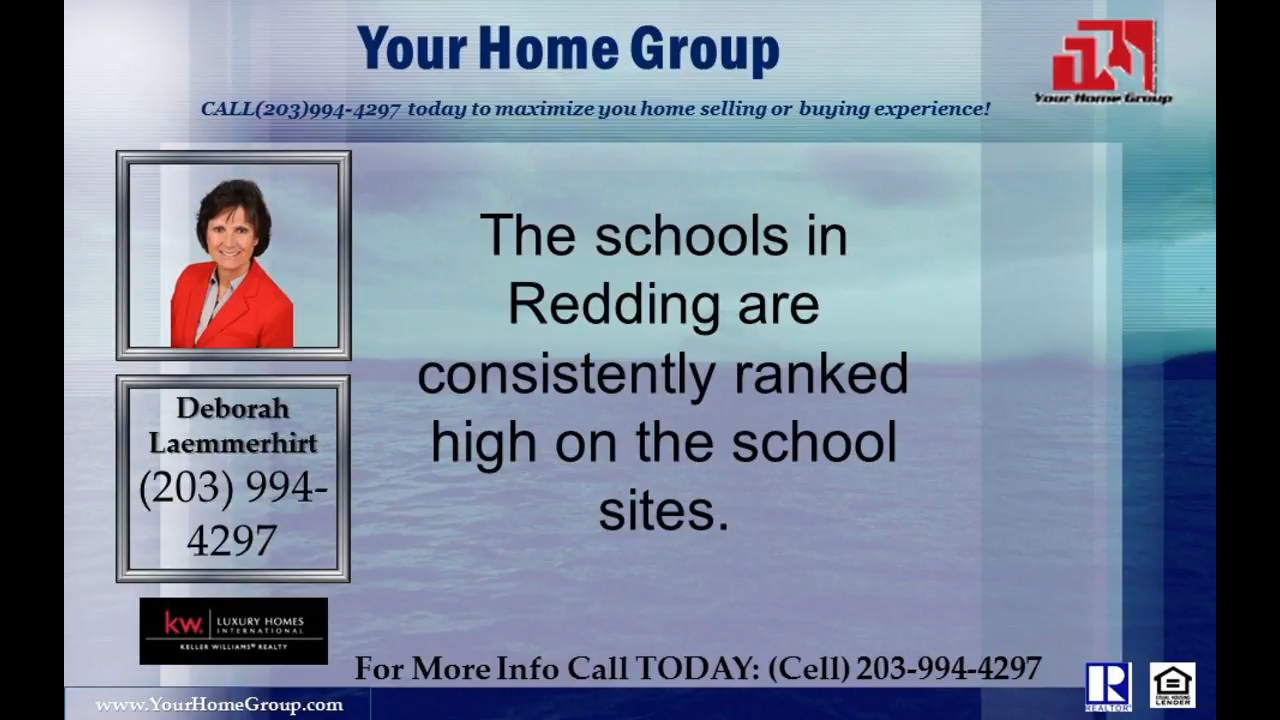 Your Home Group
CALL(203)994-4297 today to maximize you home selling or buying experience!
Your Home Group
The schools in
Redding are
consistently ranked
high on the school
sites.
Deborah
Laemmerhirt
(203) 994-
4297
kw. LUXURY HOMES
INTERNATIONAL
KELLER WILLIAMS® REALTY
For More Info Call TODAY: (Cell) 203-994-4297
www.YourHomeGroup.com
REALTOR®
EQUAL HOUSING
LENDER